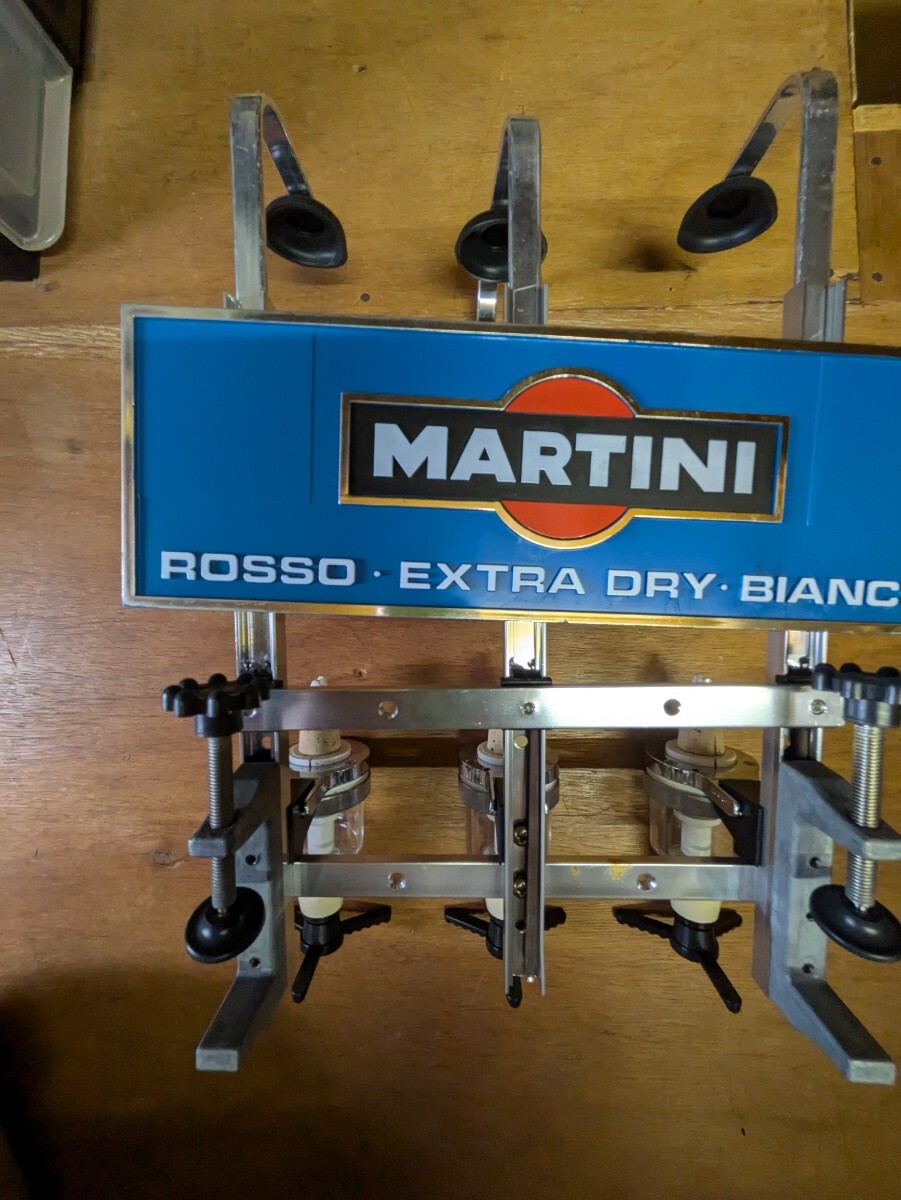 MARTINI
ROSSO · EXTRA DRY · BIANC